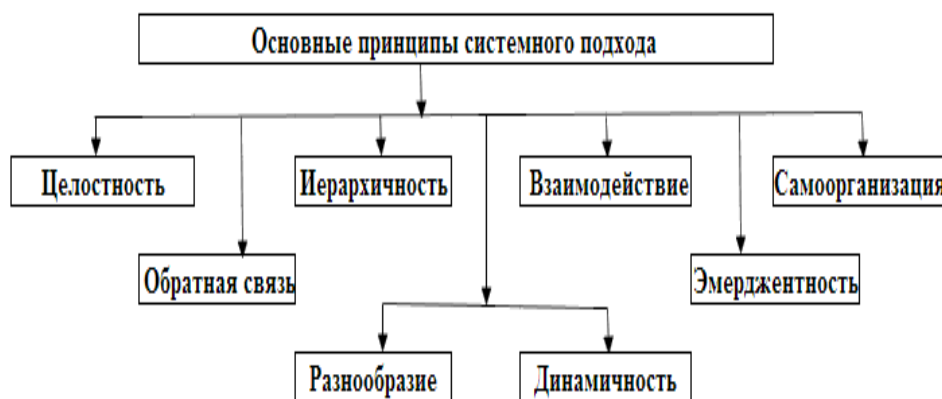 Основные принципы системного подхода
Целостность
Иерархичность
Взаимодействие
Самоорганизация
Обратная связь
Эмерджентность
Разнообразие
Динамичность